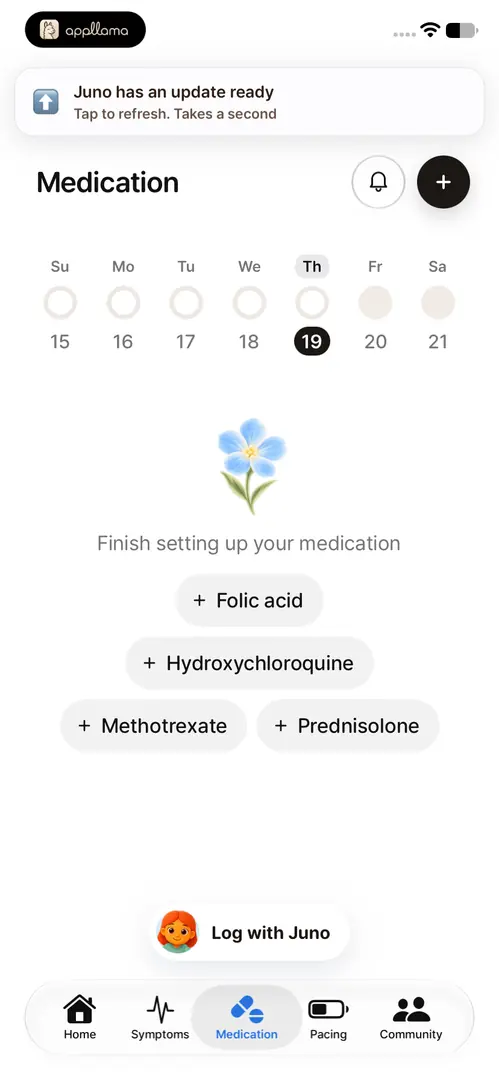 appllama
Juno has an update ready
Tap to refresh. Takes a second
Medication
Su Mo Tu We Th Fr Sa
15 16 17 18 19 20 21
Finish setting up your medication
+ Folic acid
+ Hydroxychloroquine
+ Methotrexate + Prednisolone
Log with Juno
Home Symptoms Medication Pacing Community